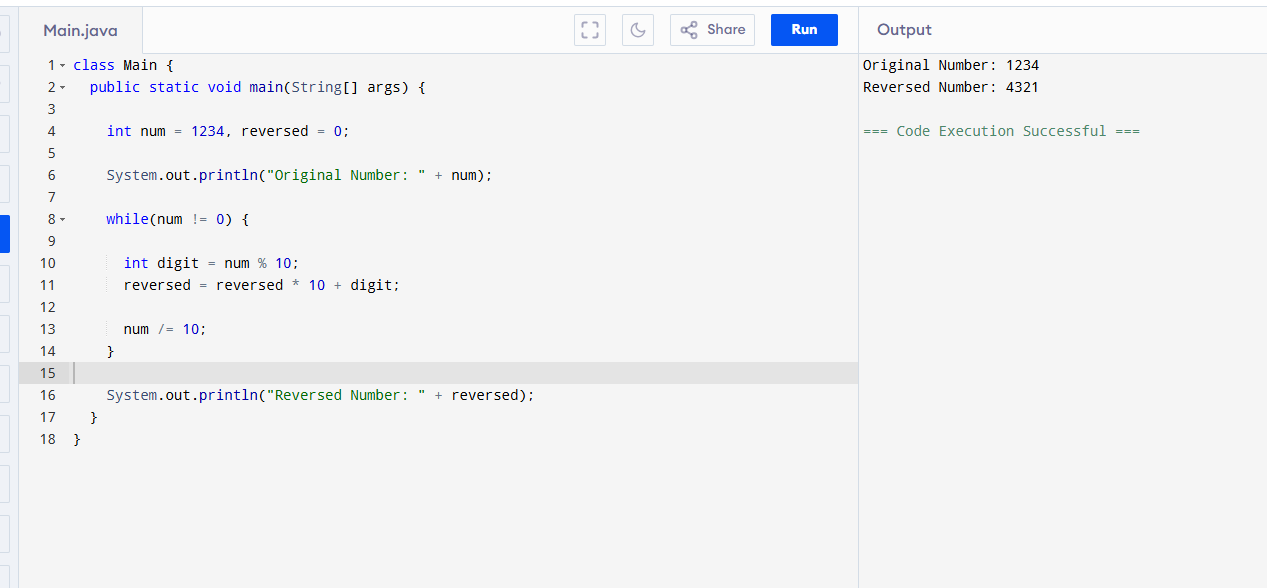 Main.java
Share
Run
Output
1 class Main {
2 public static void main(String[] args) {
3
4 int num = 1234, reversed = 0;
5
6 System.out.println("Original Number: " + num);
7
8 while(num != 0) {
9
10 int digit = num % 10;
11 reversed = reversed * 10 + digit;
12
13 num /= 10;
14 }
15
16 System.out.println("Reversed Number: " + reversed);
17 }
18 }
Original Number: 1234
Reversed Number: 4321
=== Code Execution Successful ===